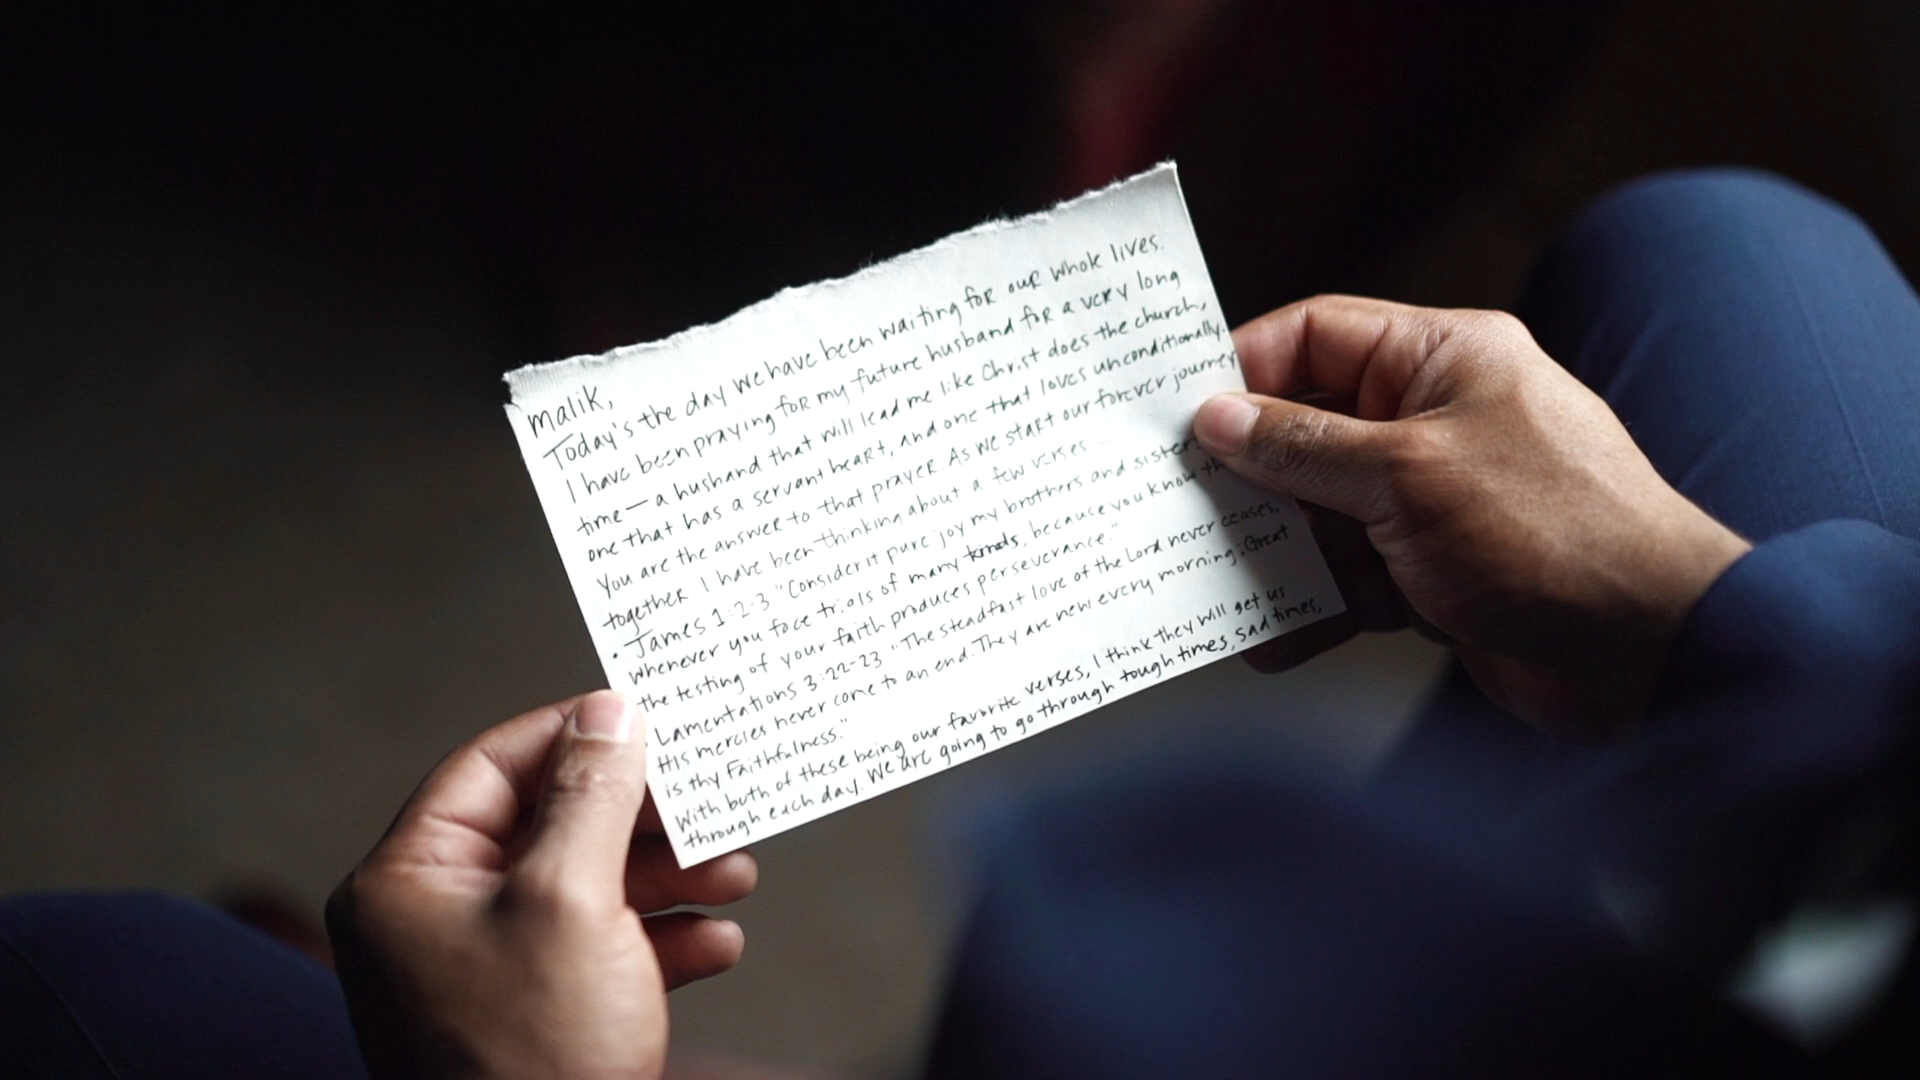 Malik,
Today's the day we have been waiting for our whole lives.
I have been praying for my future husband for a very long
time — a husband that will lead me like Christ does the church,
one that has a servant heart, and one that loves unconditionally.
You are the answer to that prayer. As we start our forever journey
together I have been thinking about a few verses...
• James 1:2-3 "Consider it pure joy my brothers and sisters
whenever you face trials of many kinds, because you know
the testing of your faith produces perseverance."
• Lamentations 3:22-23 "The steadfast love of the Lord never ceases.
His mercies never come to an end. They are new every morning; Great
is thy Faithfulness."
With both of these being our favorite verses, I think they will get us
through each day. We are going to go through tough times, sad times,